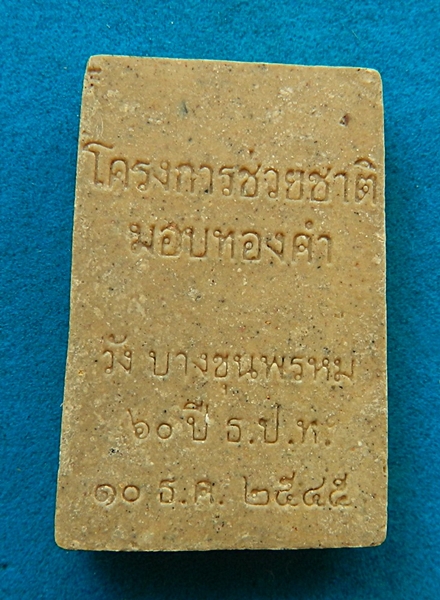 โครงการช่วยชาติ
มอบทองคำ
วัง บางขุนพรหม
๖๐ ปี ธ.ป.ท.
๑๐ ธ.ค. ๒๕๔๕